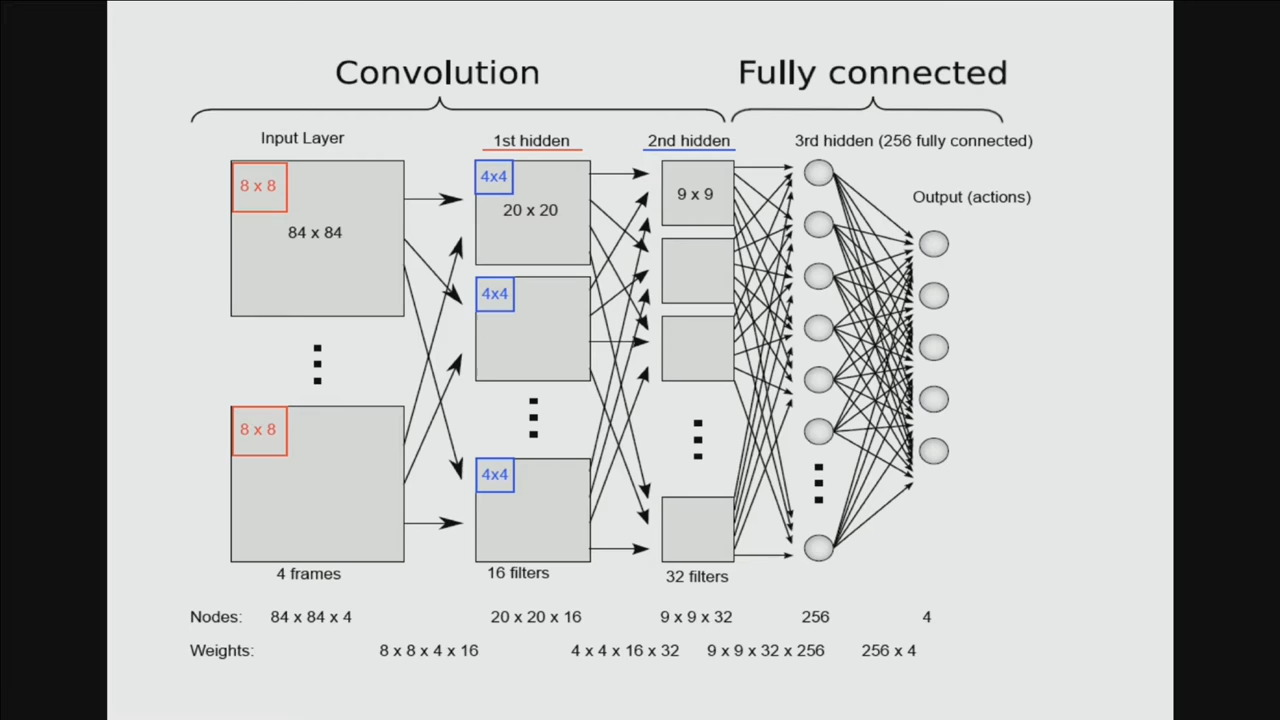 Convolution
Fully connected
Input Layer
1st hidden
2nd hidden
3rd hidden (256 fully connected)
Output (actions)
8 x 8
84 x 84
8 x 8
4x4
20 x 20
4x4
4x4
9 x 9
4 frames
16 filters
32 filters
Nodes: 84 x 84 x 4 20 x 20 x 16 9 x 9 x 32 256 4
Weights: 8 x 8 x 4 x 16 4 x 4 x 16 x 32 9 x 9 x 32 x 256 256 x 4